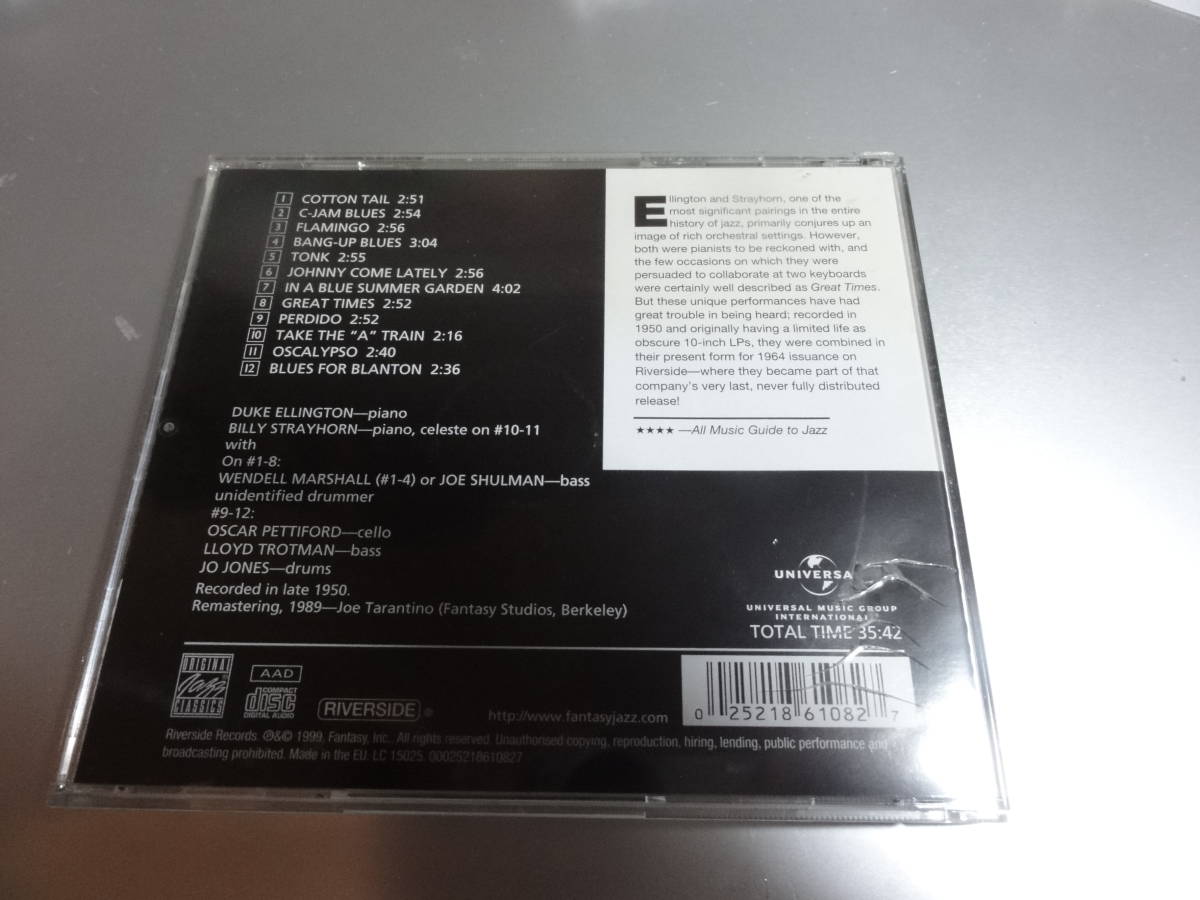 1 COTTON TAIL 2:51
2 C-JAM BLUES 2:54
3 FLAMINGO 2:56
4 BANG-UP BLUES 3:04
5 TONK 2:55
6 JOHNNY COME LATELY 2:56
7 IN A BLUE SUMMER GARDEN 4:02
8 GREAT TIMES 2:52
9 PERDIDO 2:52
10 TAKE THE "A" TRAIN 2:16
11 OSCALYPSO 2:40
12 BLUES FOR BLANTON 2:36
DUKE ELLINGTON—piano
BILLY STRAYHORN—piano, celeste on #10-11
with
On #1-8:
WENDELL MARSHALL (#1-4) or JOE SHULMAN—bass
unidentified drummer
#9-12:
OSCAR PETTIFORD—cello
LLOYD TROTMAN—bass
JO JONES—drums
Recorded in late 1950.
Remastering, 1989—Joe Tarantino (Fantasy Studios, Berkeley)
Ellington and Strayhorn, one of the
most significant pairings in the entire
history of jazz, primarily conjures up an
image of rich orchestral settings. However,
both were pianists to be reckoned with, and
the few occasions on which they were
persuaded to collaborate at two keyboards
were certainly well described as Great Times.
But these unique performances have had
great trouble in being heard; recorded in
1950 and originally having a limited life as
obscure 10-inch LPs, they were combined in
their present form for 1964 issuance on
Riverside—where they became part of that
company's very last, never fully distributed
release!
★★★★ —All Music Guide to Jazz
UNIVERSAL
UNIVERSAL MUSIC GROUP
INTERNATIONAL
TOTAL TIME 35:42
ORIGINAL
Jazz
CLASSICS
AAD
COMPACT
disc
DIGITAL AUDIO
RIVERSIDE
http://www.fantasyjazz.com
0 25218 61082 7
Riverside Records. ℗&© 1999, Fantasy, Inc. All rights reserved. Unauthorised copying, reproduction, hiring, lending, public performance and
broadcasting prohibited. Made in the EU. LC 15025. 00025218610827